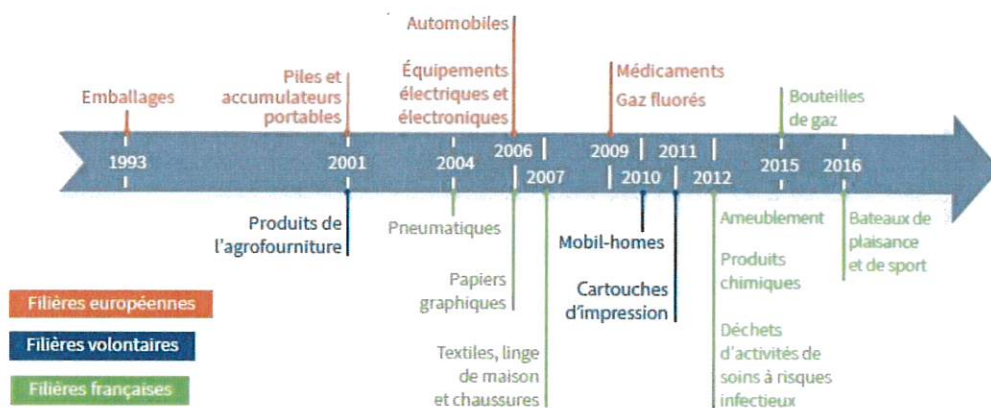 Automobiles
Équipements
électriques et
électroniques
Médicaments
Gaz fluorés
Piles et
accumulateurs
portables
Emballages
Bouteilles
de gaz
1993
2001
2004
2006
2007
2009
2010
2011
2012
2015
2016
Produits de
l'agrofourniture
Pneumatiques
Papiers
graphiques
Textiles, linge
de maison
et chaussures
Mobil-homes
Cartouches
d'impression
Ameublement
Produits
chimiques
Déchets
d'activités de
soins à risques
infectieux
Bateaux de
plaisance
et de sport
Filières européennes
Filières volontaires
Filières françaises